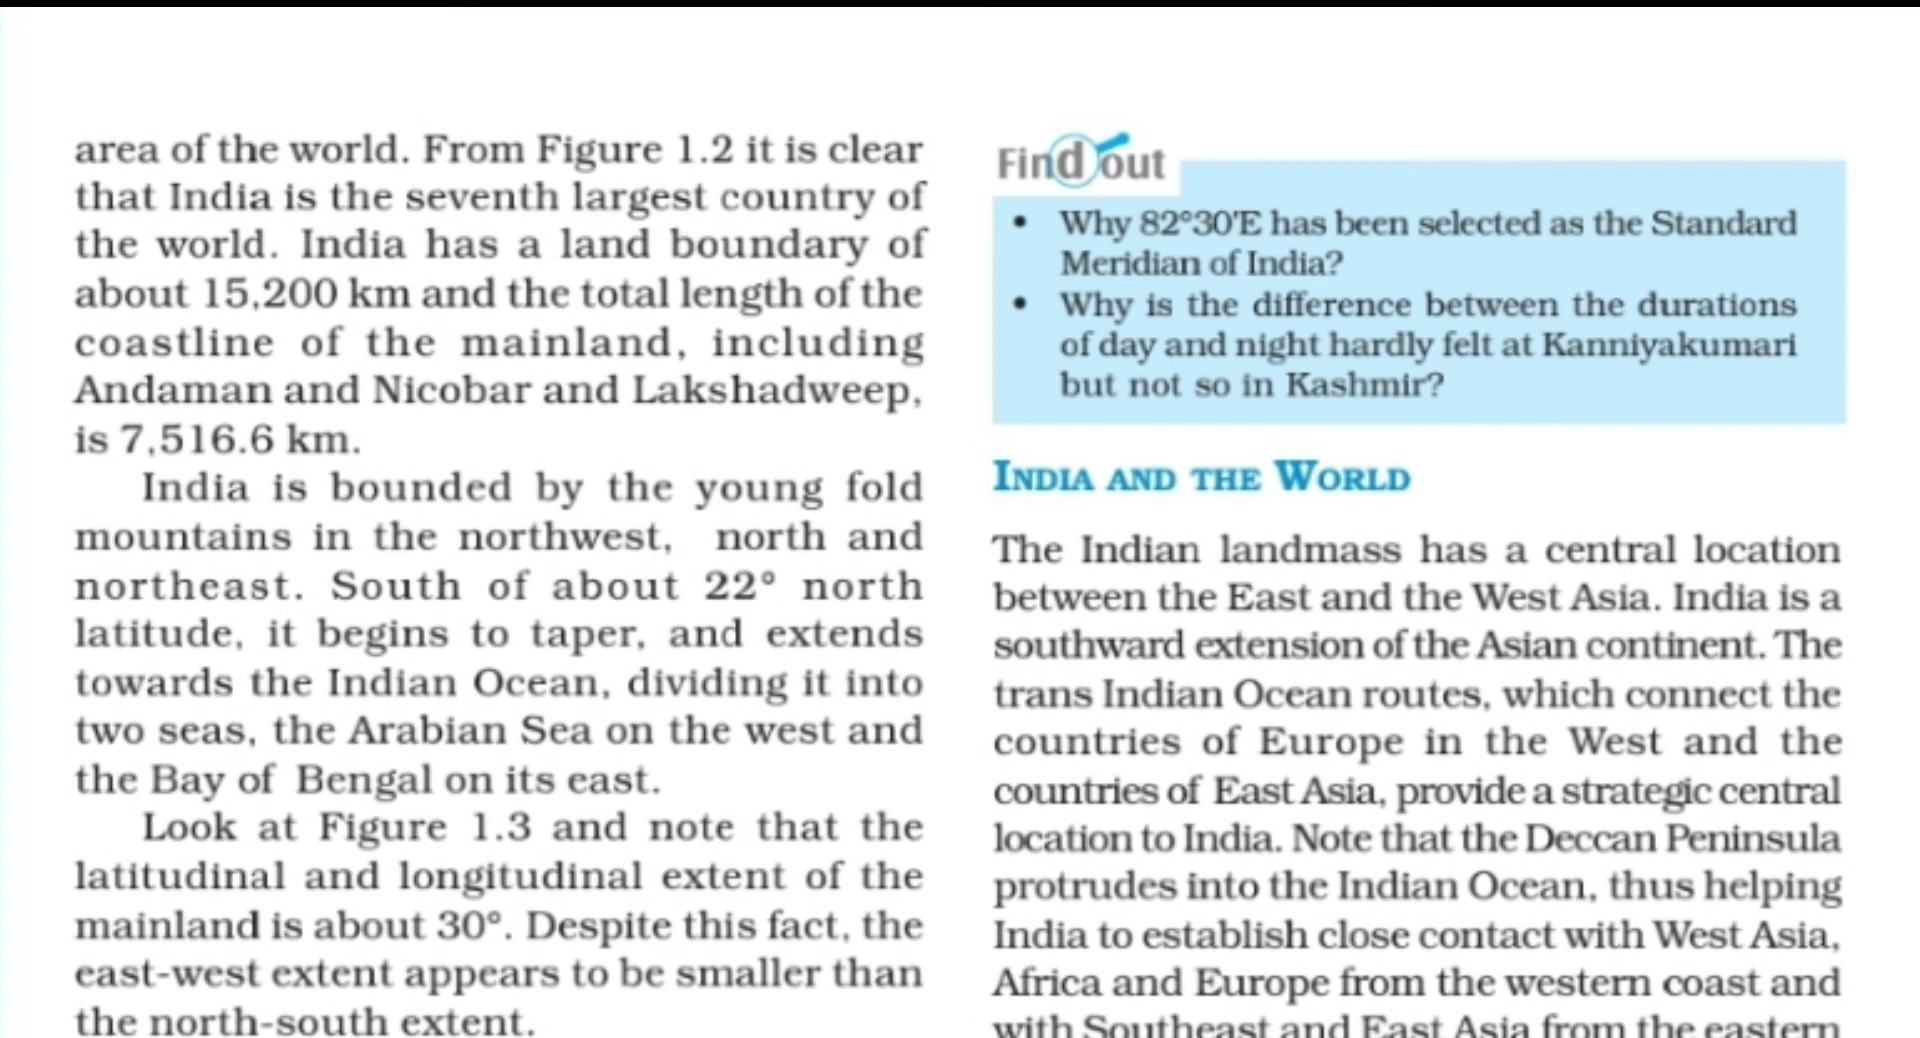 area of the world. From Figure 1.2 it is clear
that India is the seventh largest country of
the world. India has a land boundary of
about 15,200 km and the total length of the
coastline of the mainland, including
Andaman and Nicobar and Lakshadweep,
is 7,516.6 km.
India is bounded by the young fold
mountains in the northwest, north and
northeast. South of about 22° north
latitude, it begins to taper, and extends
towards the Indian Ocean, dividing it into
two seas, the Arabian Sea on the west and
the Bay of Bengal on its east.
Look at Figure 1.3 and note that the
latitudinal and longitudinal extent of the
mainland is about 30°. Despite this fact, the
east-west extent appears to be smaller than
the north-south extent.
Find out
• Why 82°30'E has been selected as the Standard
Meridian of India?
• Why is the difference between the durations
of day and night hardly felt at Kanniyakumari
but not so in Kashmir?
INDIA AND THE WORLD
The Indian landmass has a central location
between the East and the West Asia. India is a
southward extension of the Asian continent. The
trans Indian Ocean routes, which connect the
countries of Europe in the West and the
countries of East Asia, provide a strategic central
location to India. Note that the Deccan Peninsula
protrudes into the Indian Ocean, thus helping
India to establish close contact with West Asia,
Africa and Europe from the western coast and
with Southeast and East Asia from the eastern